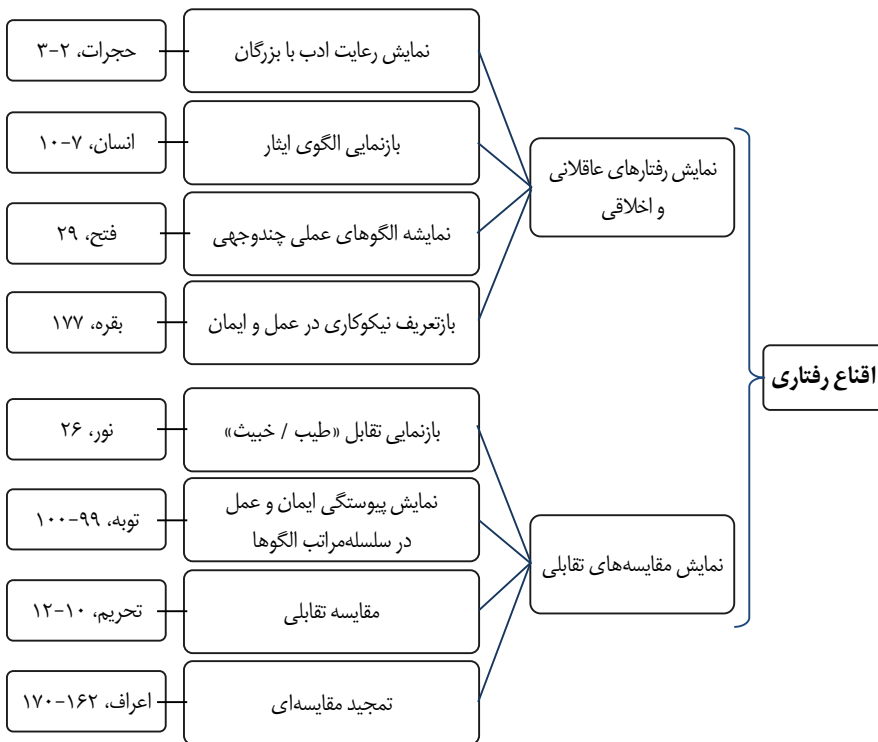 اقناع رفتاری
نمایش رفتارهای عاقلانی
و اخلاقی
نمایش رعایت ادب با بزرگان
حجرات، ۲-۳
بازنمایی الگوی ایثار
انسان، ۷-۱۰
نمایشه الگوهای عملی چندوجهی
فتح، ۲۹
بازتعریف نیکوکاری در عمل و ایمان
بقره، ۱۷۷
نمایش مقایسه‌های تقابلی
بازنمایی تقابل «طیب / خبیث»
نور، ۲۶
نمایش پیوستگی ایمان و عمل
در سلسله‌مراتب الگوها
توبه، ۹۹-۱۰۰
مقایسه تقابلی
تحریم، ۱۰-۱۲
تمجید مقایسه‌ای
اعراف، ۱۶۲-۱۷۰